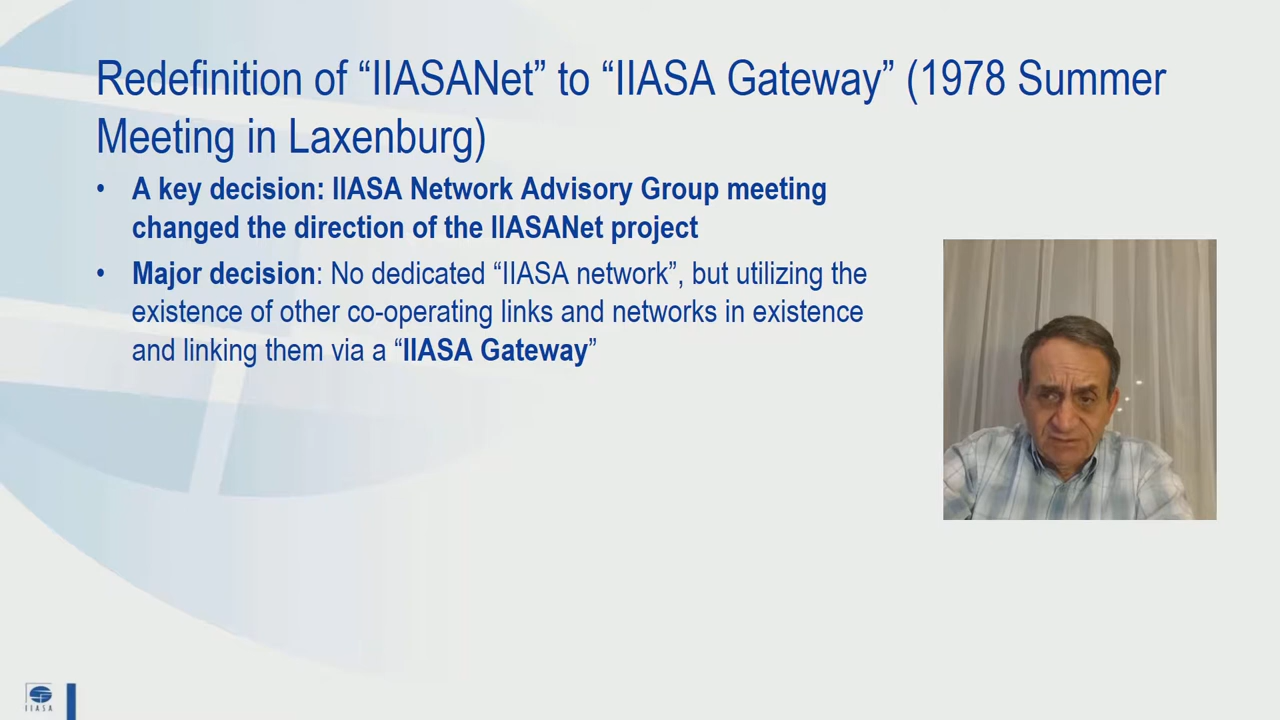 Redefinition of “IIASANet” to “IIASA Gateway” (1978 Summer
Meeting in Laxenburg)
• A key decision: IIASA Network Advisory Group meeting
changed the direction of the IIASANet project
• Major decision: No dedicated “IIASA network”, but utilizing the
existence of other co-operating links and networks in existence
and linking them via a “IIASA Gateway”
IIASA